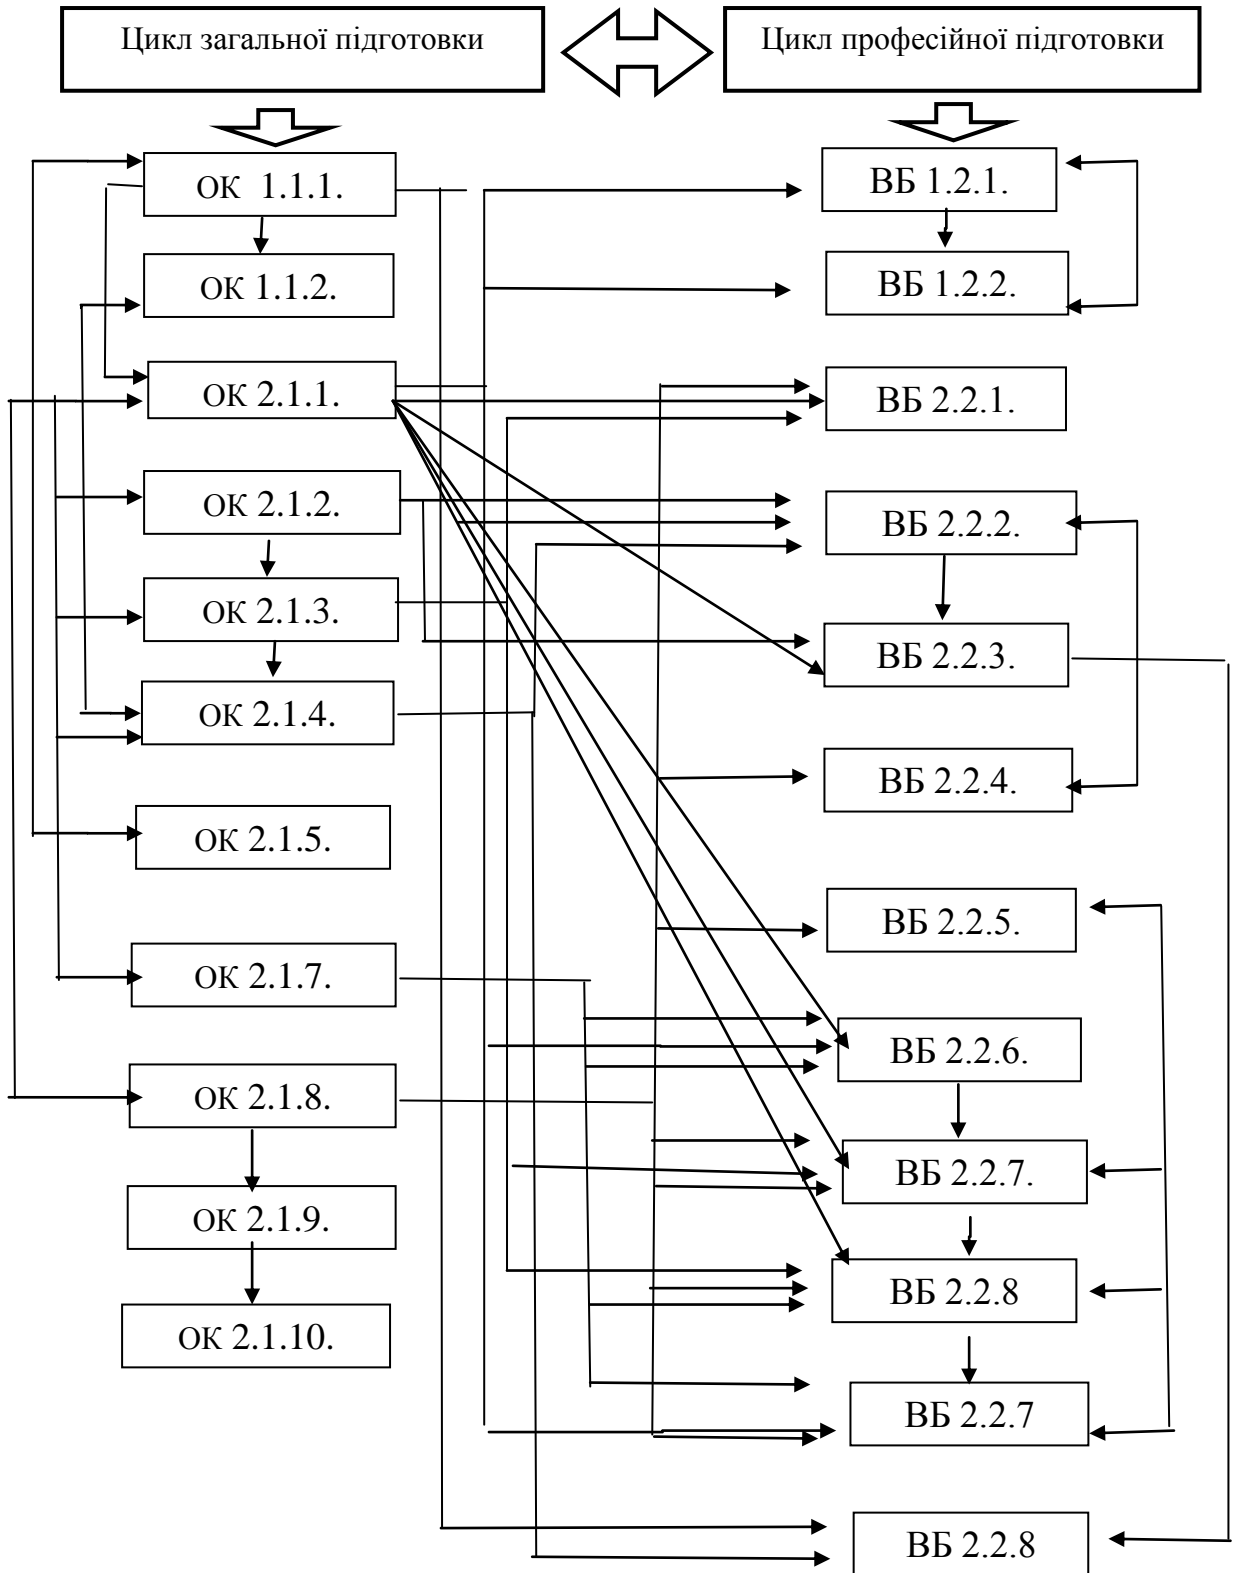 Цикл загальної підготовки
Цикл професійної підготовки
ОК 1.1.1.
ОК 1.1.2.
ОК 2.1.1.
ОК 2.1.2.
ОК 2.1.3.
ОК 2.1.4.
ОК 2.1.5.
ОК 2.1.7.
ОК 2.1.8.
ОК 2.1.9.
ОК 2.1.10.
ВБ 1.2.1.
ВБ 1.2.2.
ВБ 2.2.1.
ВБ 2.2.2.
ВБ 2.2.3.
ВБ 2.2.4.
ВБ 2.2.5.
ВБ 2.2.6.
ВБ 2.2.7.
ВБ 2.2.8
ВБ 2.2.7
ВБ 2.2.8